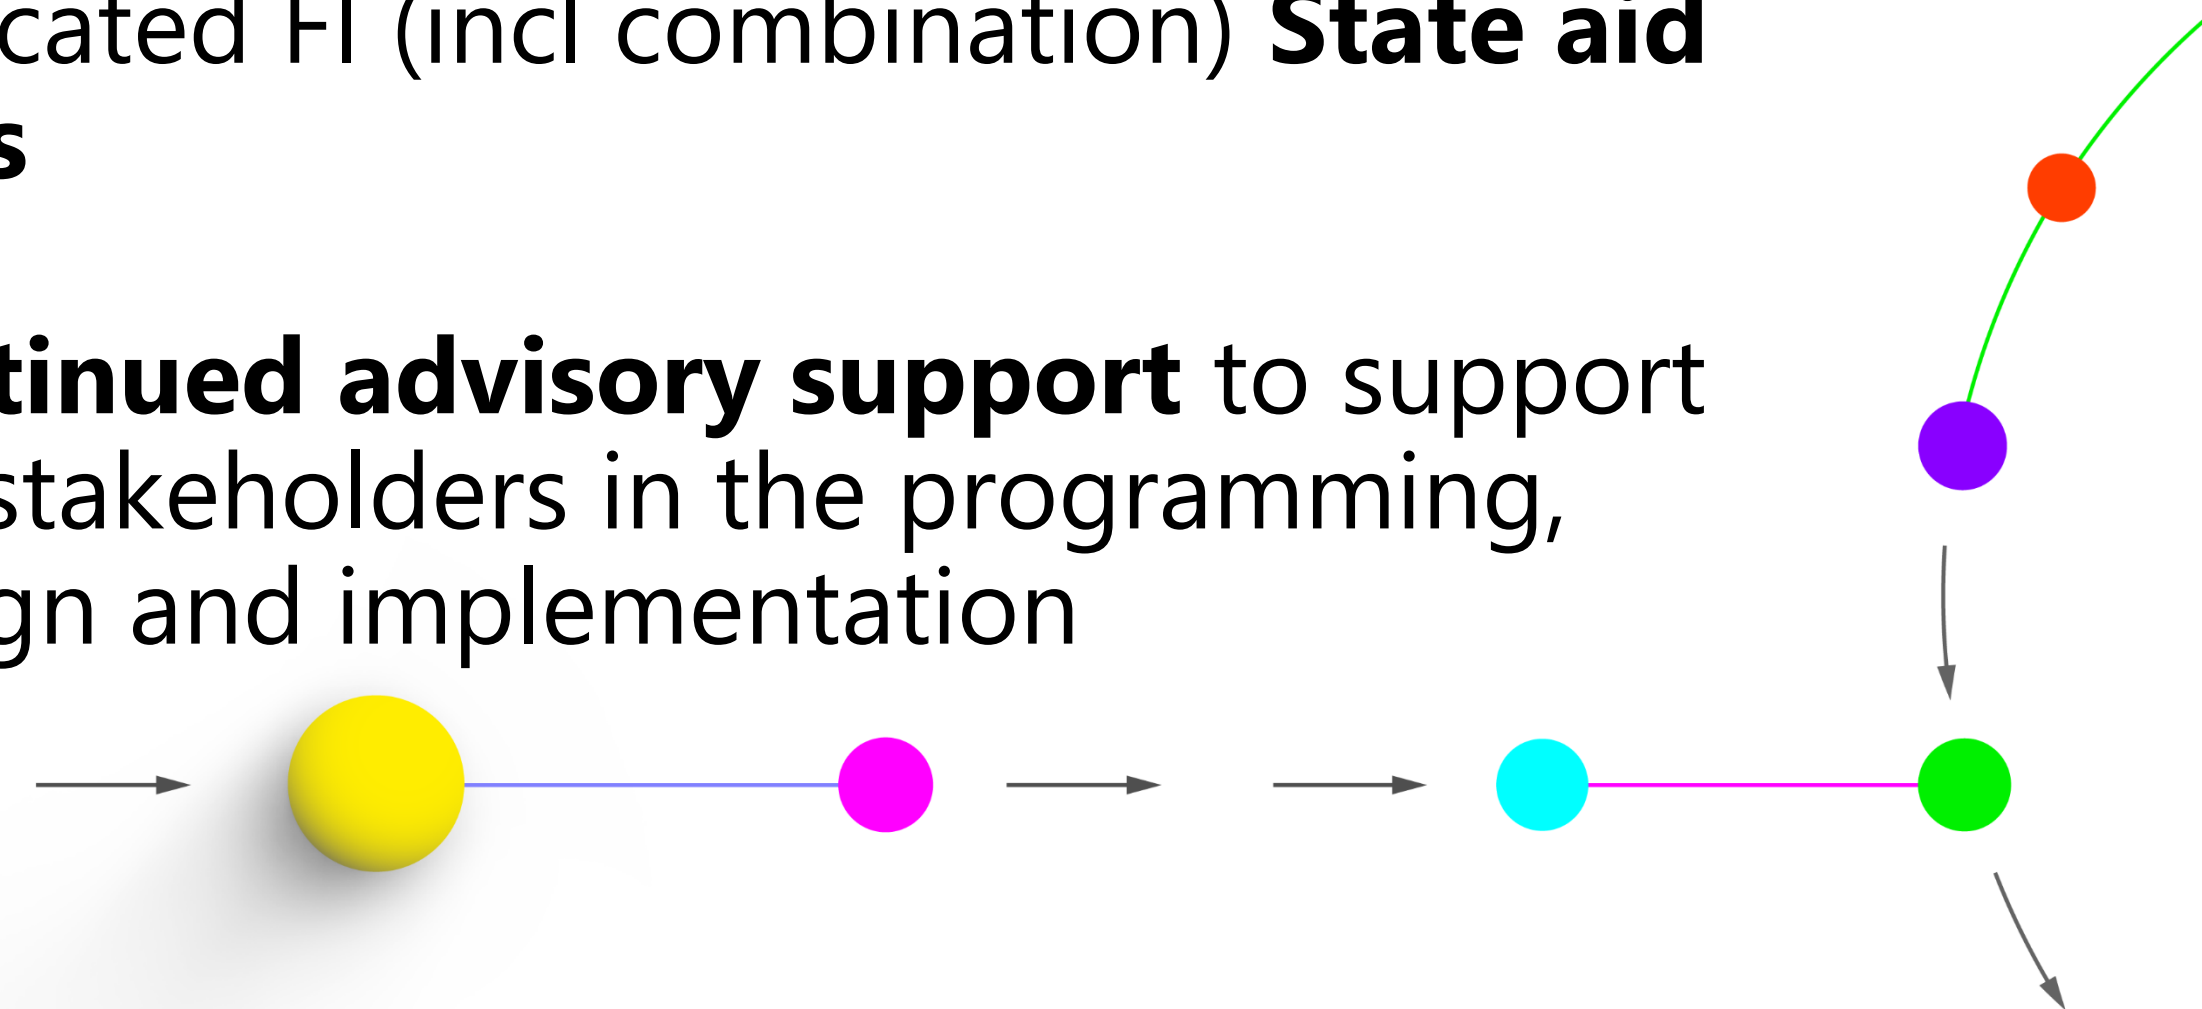 cated FI (incl combination) State aid
s
tinued advisory support to support
stakeholders in the programming,
gn and implementation